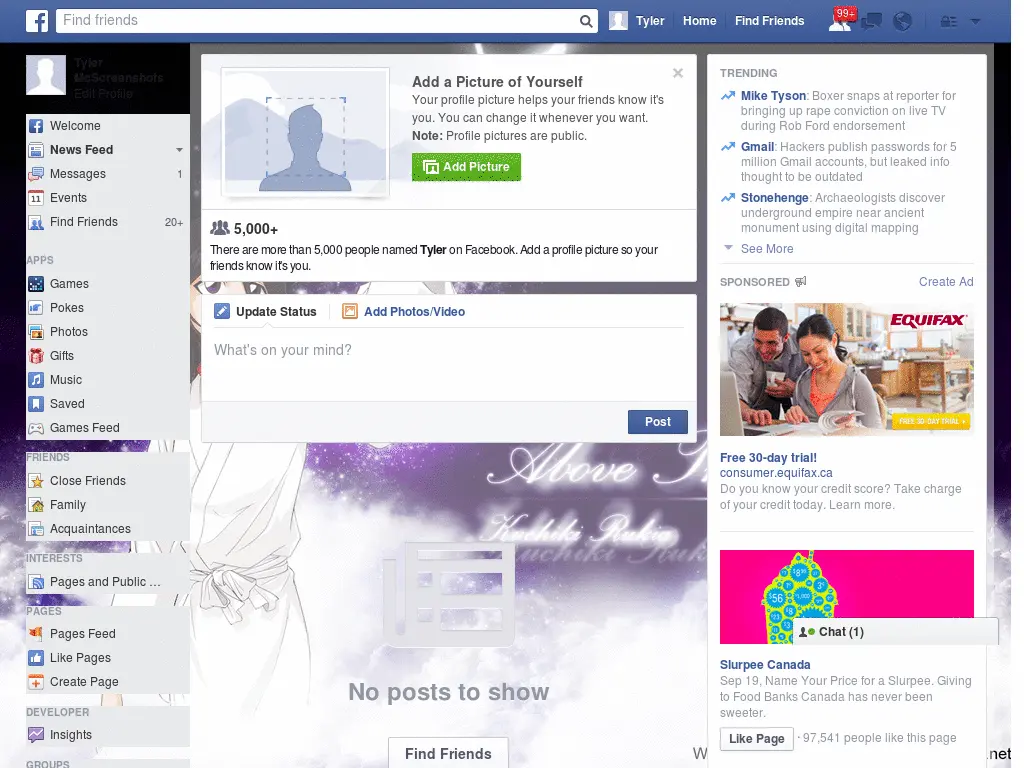 Find friends
Tyler
Home
Find Friends
99+
Tyler
McScreenshots
Edit Profile
Welcome
News Feed
Messages 1
Events
Find Friends 20+
APPS
Games
Pokes
Photos
Gifts
Music
Saved
Games Feed
FRIENDS
Close Friends
Family
Acquaintances
INTERESTS
Pages and Public ...
PAGES
Pages Feed
Like Pages
Create Page
DEVELOPER
Insights
GROUPS
Add a Picture of Yourself
Your profile picture helps your friends know it's
you. You can change it whenever you want.
Note: Profile pictures are public.
Add Picture
5,000+
There are more than 5,000 people named Tyler on Facebook. Add a profile picture so your
friends know it's you.
Update Status
Add Photos/Video
What's on your mind?
Post
Above
Kuchiki Rukia
No posts to show
Find Friends
TRENDING
Mike Tyson: Boxer snaps at reporter for
bringing up rape conviction on live TV
during Rob Ford endorsement
Gmail: Hackers publish passwords for 5
million Gmail accounts, but leaked info
thought to be outdated
Stonehenge: Archaeologists discover
underground empire near ancient
monument using digital mapping
See More
SPONSORED
Create Ad
EQUIFAX
FREE 30-DAY TRIAL
Free 30-day trial!
consumer.equifax.ca
Do you know your credit score? Take charge
of your credit today. Learn more.
$56
$8
Chat (1)
Slurpee Canada
Sep 19, Name Your Price for a Slurpee. Giving
to Food Banks Canada has never been
sweeter.
Like Page
· 97,541 people like this page
.net